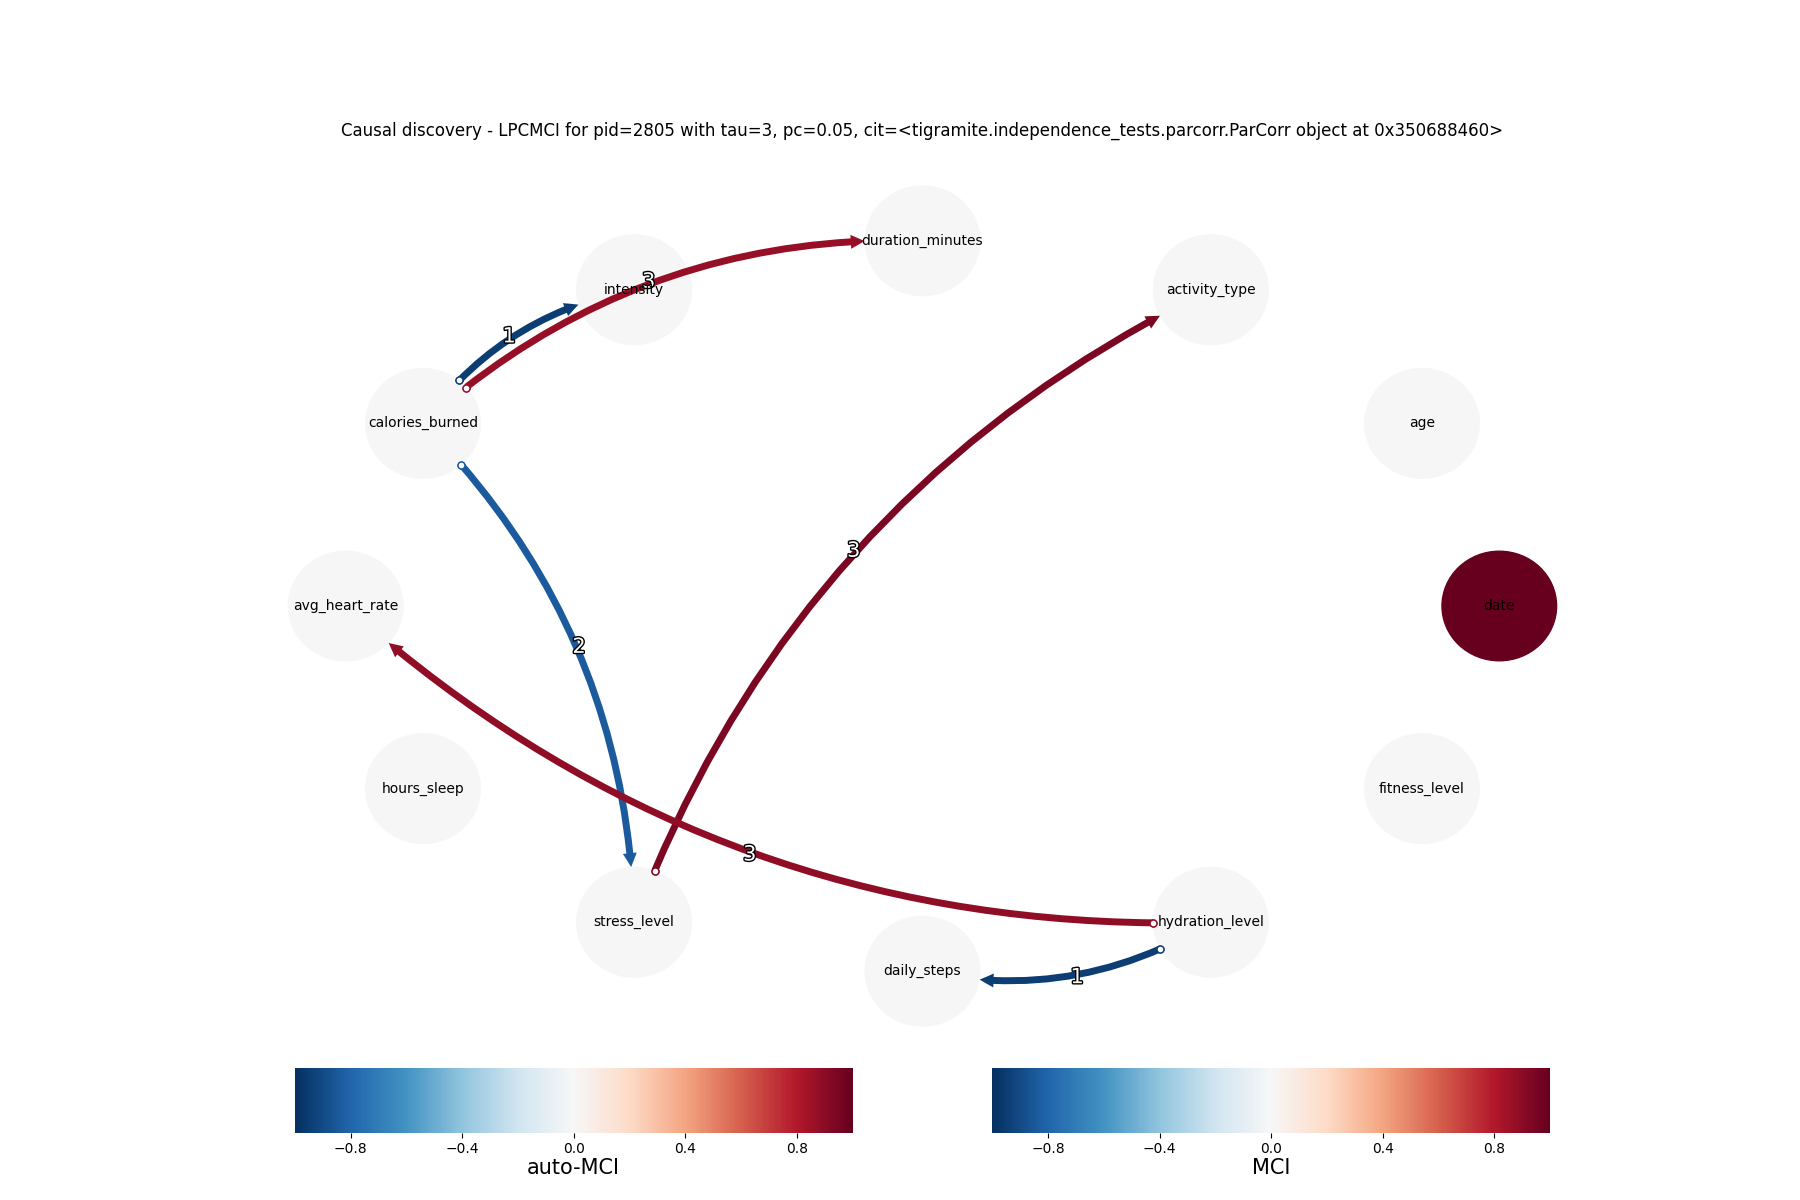 Causal discovery - LPCMCI for pid=2805 with tau=3, pc=0.05, cit=<tigramite.independence_tests.parcorr.ParCorr object at 0x350688460>
duration_minutes
intensity
3
activity_type
1
calories_burned
age
3
avg_heart_rate
date
2
hours_sleep
fitness_level
3
stress_level
hydration_level
daily_steps
1
−0.8 −0.4 0.0 0.4 0.8
auto-MCI
−0.8 −0.4 0.0 0.4 0.8
MCI